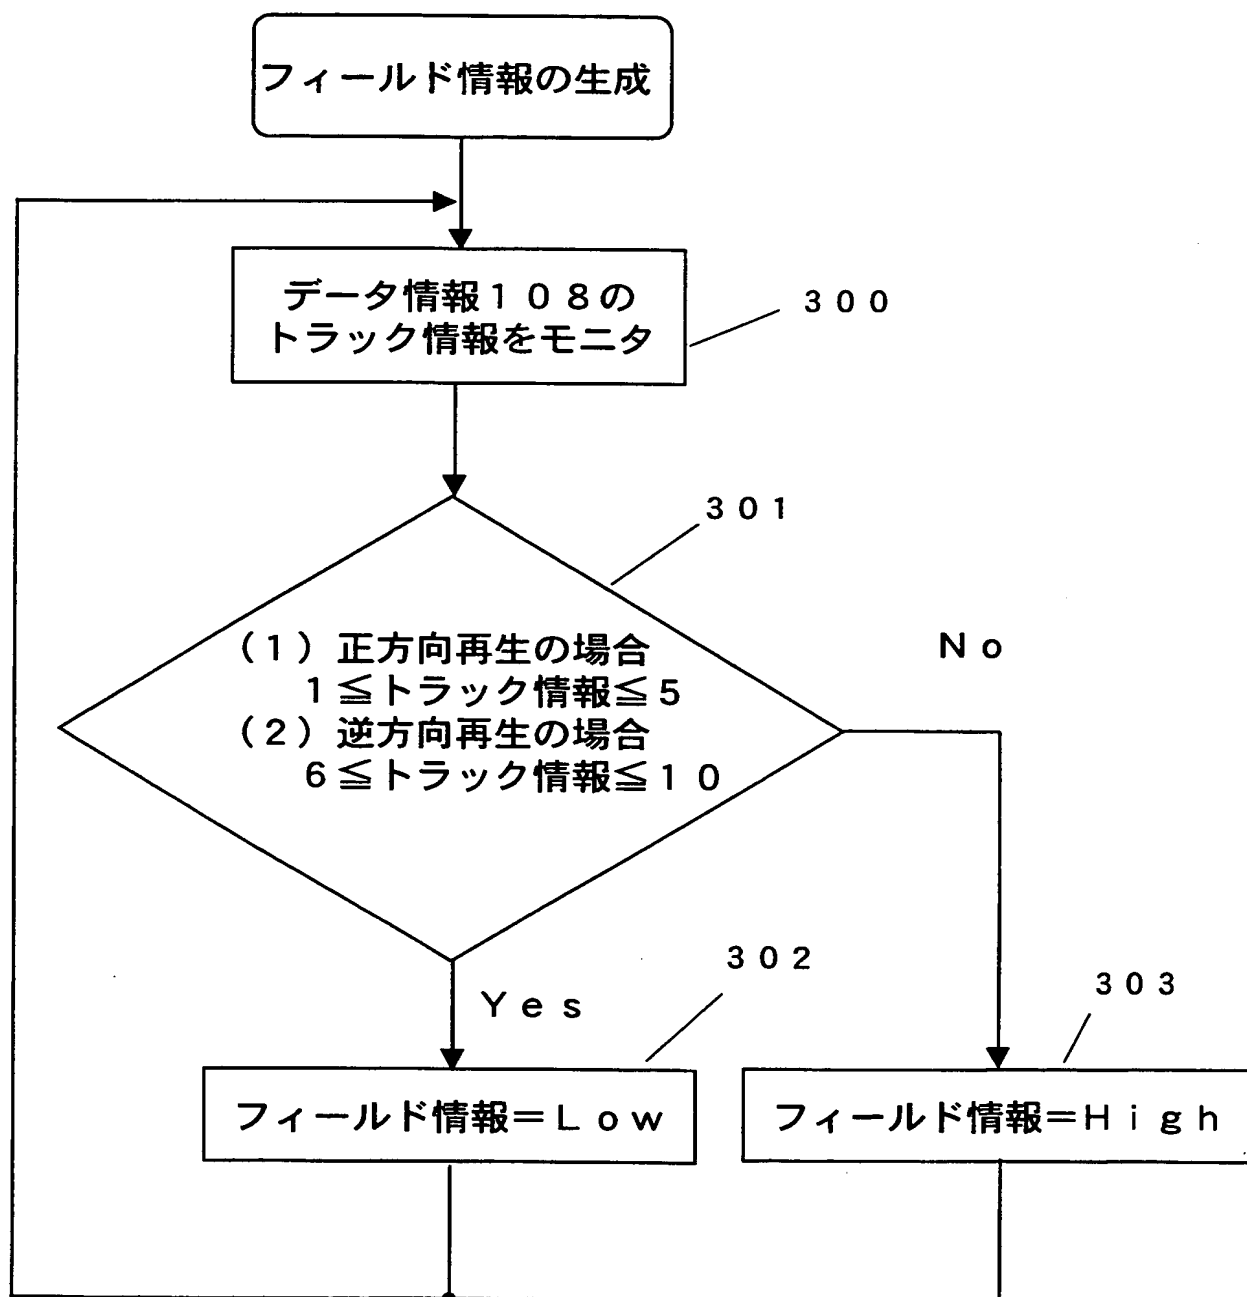 フィールド情報の生成
データ情報１０８の
トラック情報をモニタ
３００
３０１
（１）正方向再生の場合
１≦トラック情報≦５
（２）逆方向再生の場合
６≦トラック情報≦１０
Ｎｏ
Ｙｅｓ
３０２
３０３
フィールド情報＝Ｌｏｗ
フィールド情報＝Ｈｉｇｈ